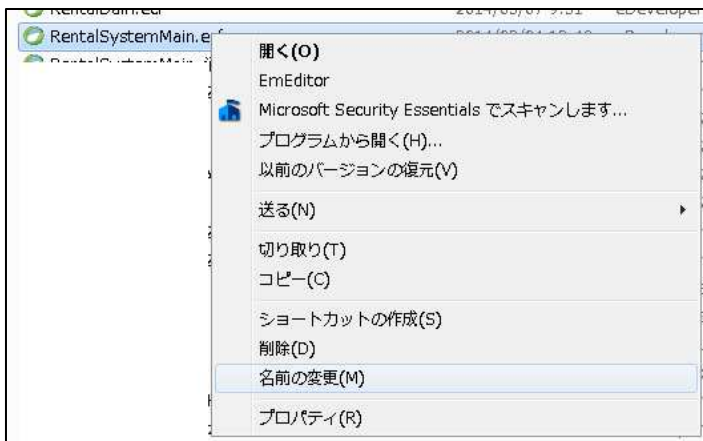 RentalSystemMain.e
開く(O)
EmEditor
Microsoft Security Essentials でスキャンします...
プログラムから開く(H)...
以前のバージョンの復元(V)
送る(N)
切り取り(T)
コピー(C)
ショートカットの作成(S)
削除(D)
名前の変更(M)
プロパティ(R)